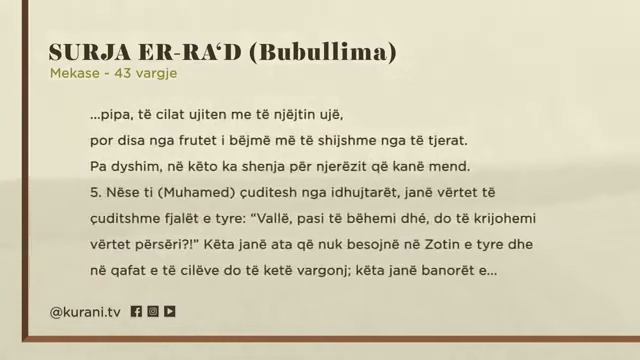 SURJA ER-RA‘D (Bubullima)
Mekase - 43 vargje
...pipa, të cilat ujiten me të njëjtin ujë,
por disa nga frutet i bëjmë më të shijshme nga të tjerat.
Pa dyshim, në këto ka shenja për njerëzit që kanë mend.
5. Nëse ti (Muhamed) çuditesh nga idhujtarët, janë vërtet të
çuditshme fjalët e tyre: “Vallë, pasi të bëhemi dhé, do të krijohemi
vërtet përsëri?!” Këta janë ata që nuk besojnë në Zotin e tyre dhe
në qafat e të cilëve do të ketë vargonj; këta janë banorët e...
@kurani.tv